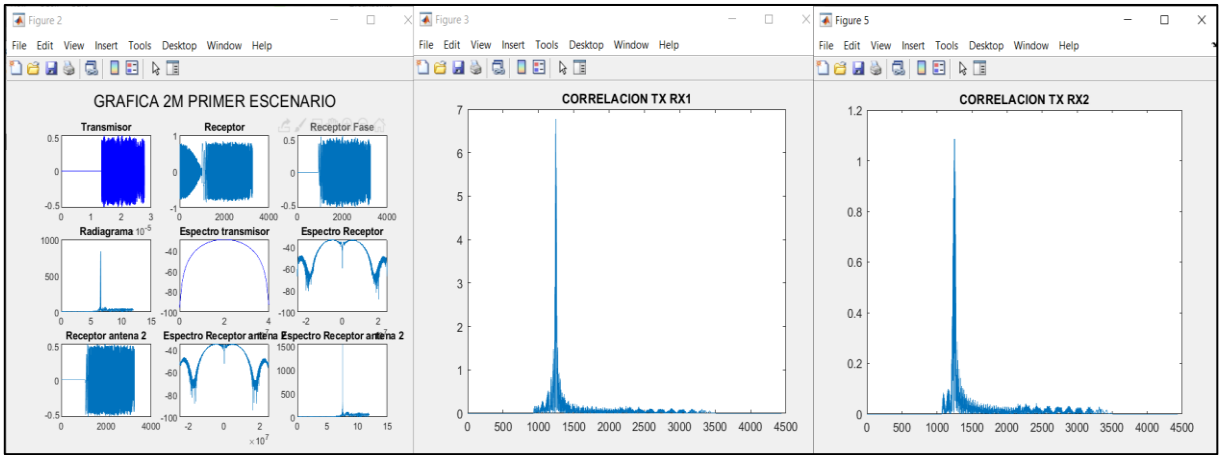 Figure 2
File Edit View Insert Tools Desktop Window Help
GRAFICA 2M PRIMER ESCENARIO
Transmisor
0.5
0
-0.5
0 1 2 3
10^-5
Receptor
1
0
-1
0 2000 4000
Receptor Fase
0.5
0
-0.5
0 2000 4000
Radiagrama
1000
500
0
0 5 10 15
Espectro transmisor
-40
-60
-80
-100
0 2 4
Espectro Receptor
-40
-60
-80
-100
-2 0 2
Receptor antena 2
0.5
0
-0.5
0 2000 4000
Espectro Receptor antena 2
-40
-60
-80
-100
-2 0 2
×10^7
Espectro Receptor antena 2
1500
1000
500
0
0 5 10 15
Figure 3
File Edit View Insert Tools Desktop Window Help
CORRELACION TX RX1
7
6
5
4
3
2
1
0
0 500 1000 1500 2000 2500 3000 3500 4000 4500
Figure 5
File Edit View Insert Tools Desktop Window Help
CORRELACION TX RX2
1.2
1
0.8
0.6
0.4
0.2
0
0 500 1000 1500 2000 2500 3000 3500 4000 4500